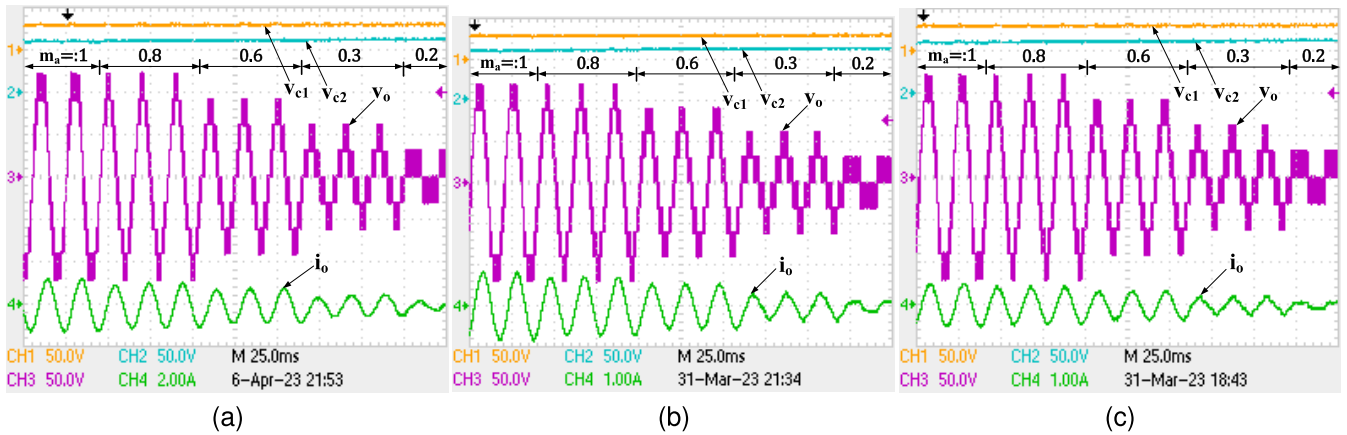 1
mₐ=:1 0.8 0.6 0.3 0.2
2
v_c1 v_c2 v_o
3
i_o
4
CH1 50.0V CH2 50.0V M 25.0ms
CH3 50.0V CH4 2.00A 6-Apr-23 21:53
(a)
1
mₐ=:1 0.8 0.6 0.3 0.2
2
v_c1 v_c2 v_o
3
i_o
4
CH1 50.0V CH2 50.0V M 25.0ms
CH3 50.0V CH4 1.00A 31-Mar-23 21:34
(b)
1
mₐ=:1 0.8 0.6 0.3 0.2
2
v_c1 v_c2 v_o
3
i_o
4
CH1 50.0V CH2 50.0V M 25.0ms
CH3 50.0V CH4 1.00A 31-Mar-23 18:43
(c)